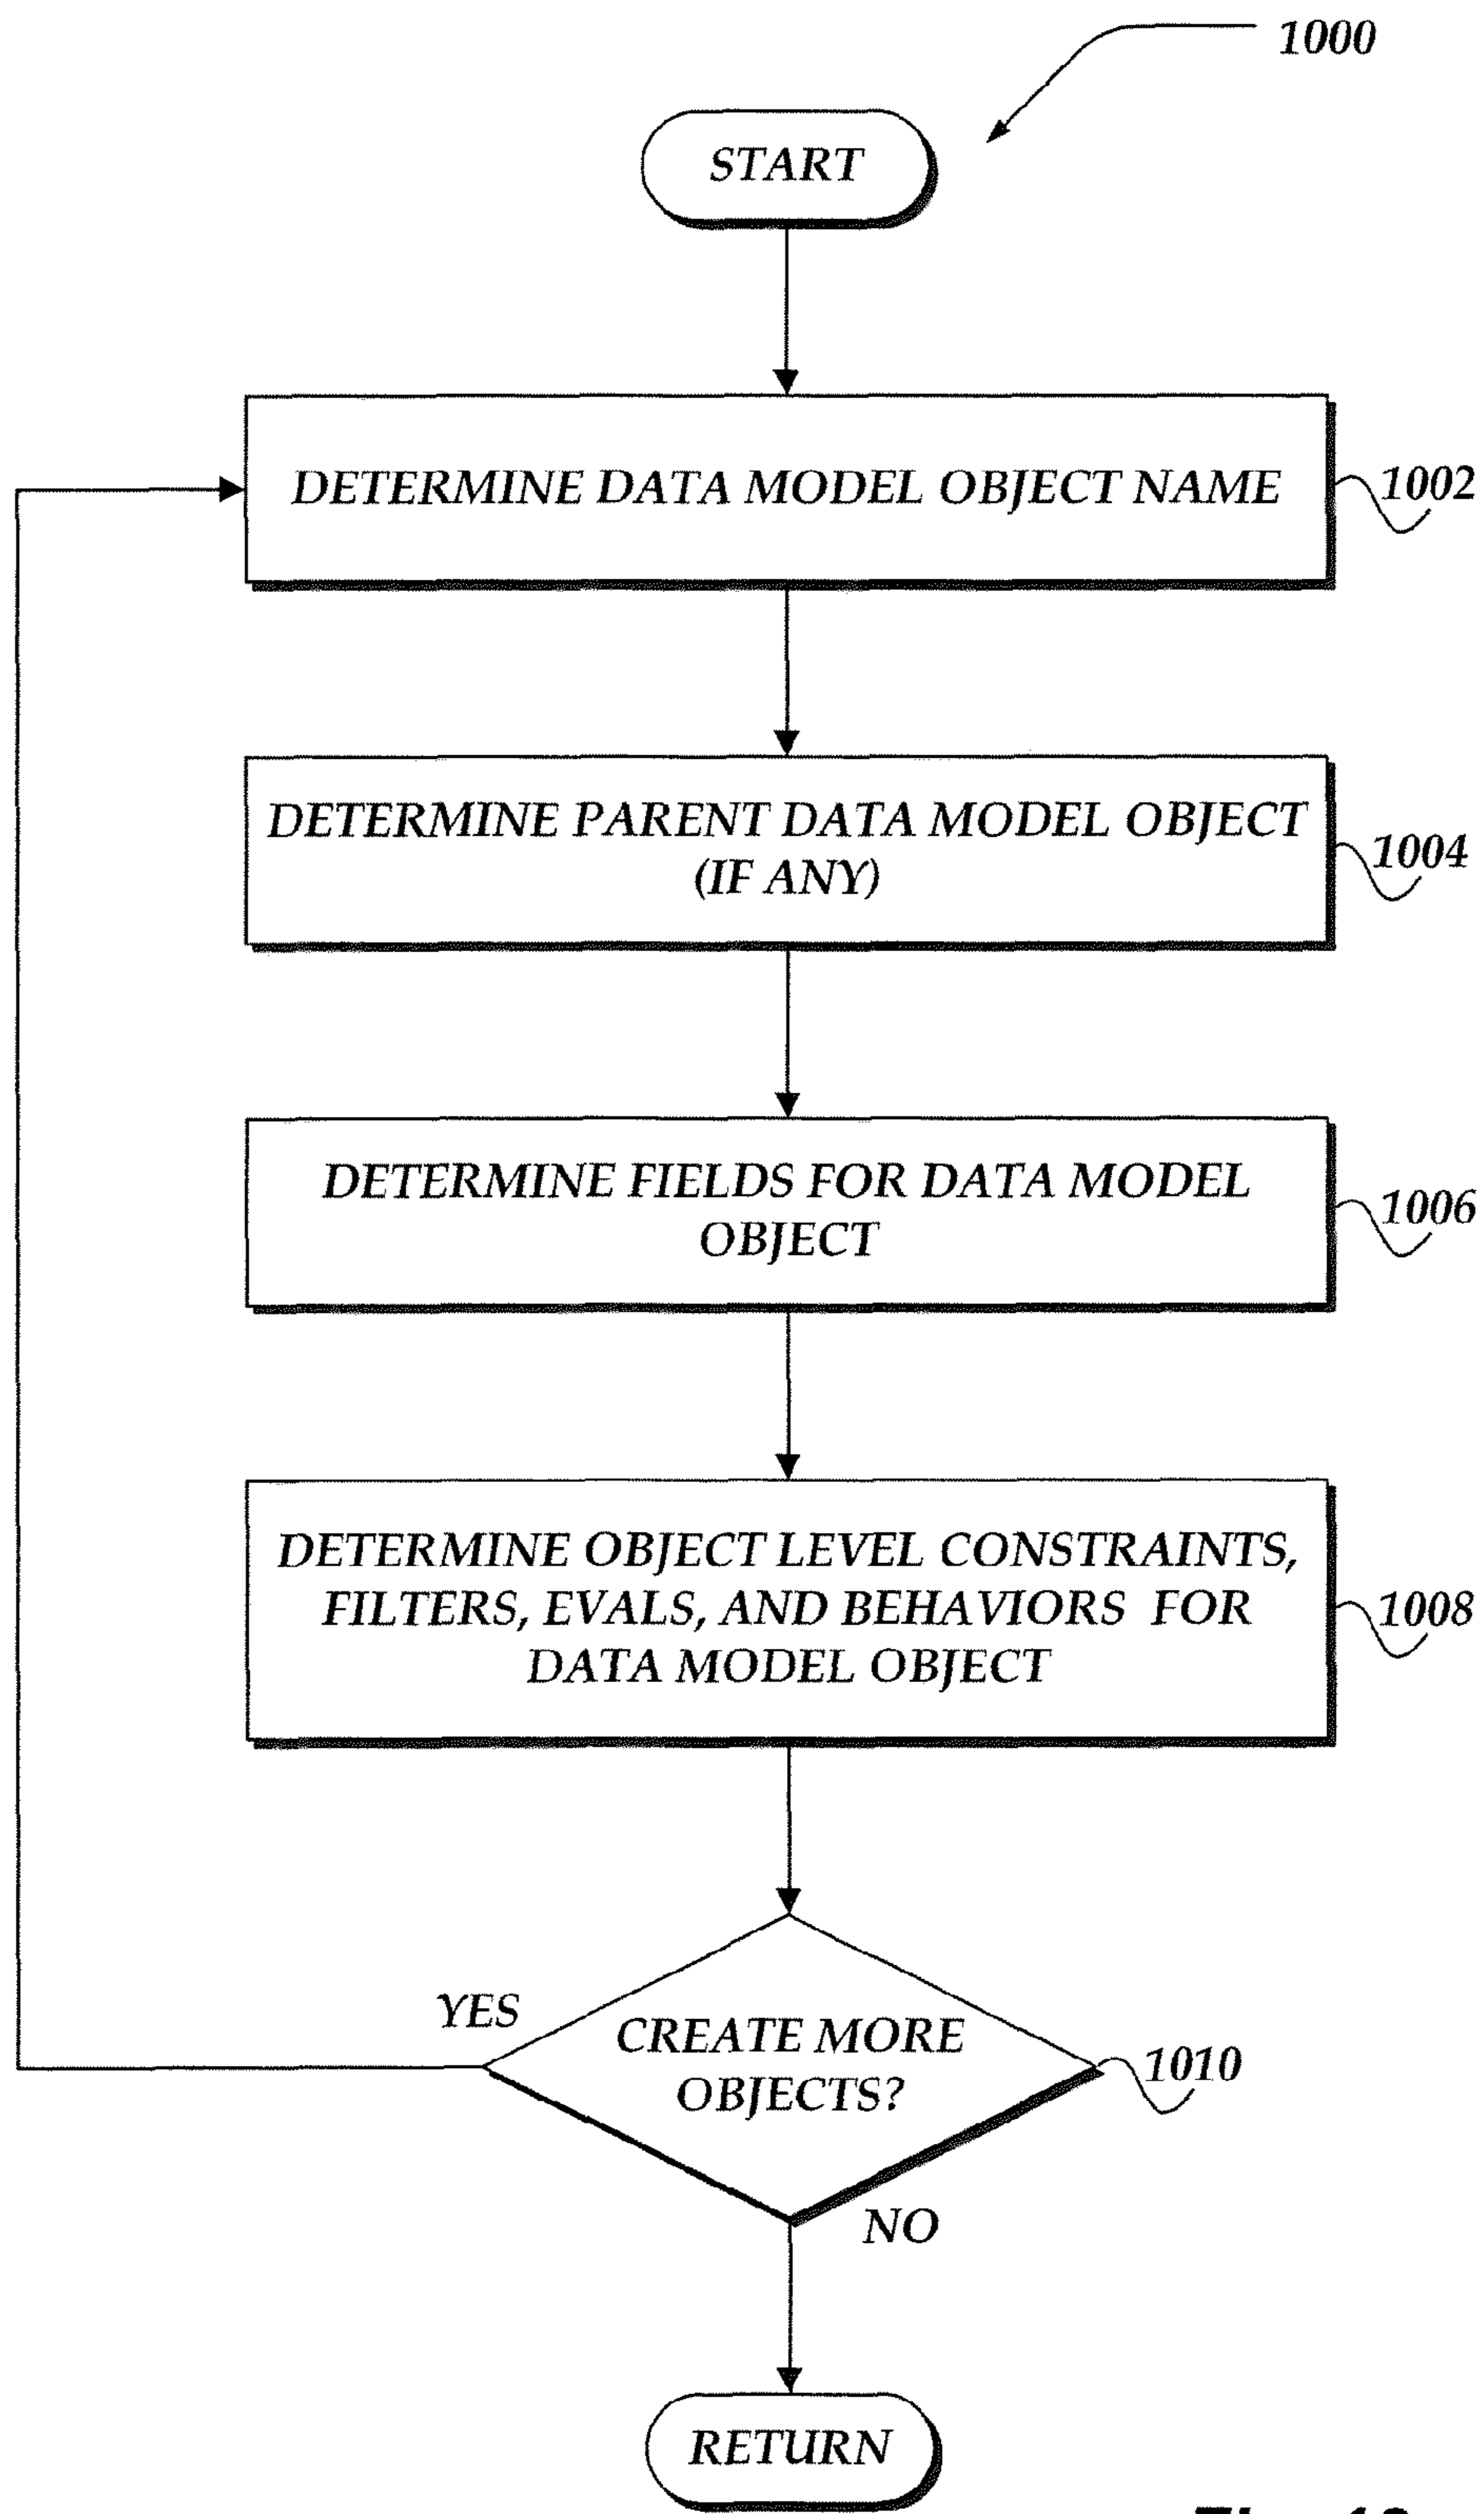 1000
START
DETERMINE DATA MODEL OBJECT NAME
1002
DETERMINE PARENT DATA MODEL OBJECT
(IF ANY)
1004
DETERMINE FIELDS FOR DATA MODEL
OBJECT
1006
DETERMINE OBJECT LEVEL CONSTRAINTS,
FILTERS, EVALS, AND BEHAVIORS FOR
DATA MODEL OBJECT
1008
YES
CREATE MORE
OBJECTS?
1010
NO
RETURN